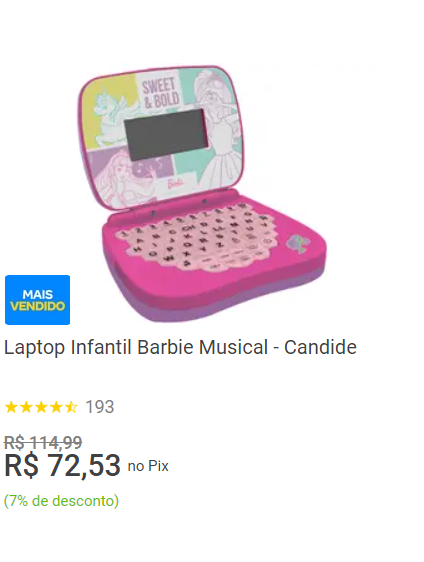 SWEET
& BOLD
Barbie
MAIS
VENDIDO
Laptop Infantil Barbie Musical - Candide
193
R$ 114,99
R$ 72,53 no Pix
(7% de desconto)